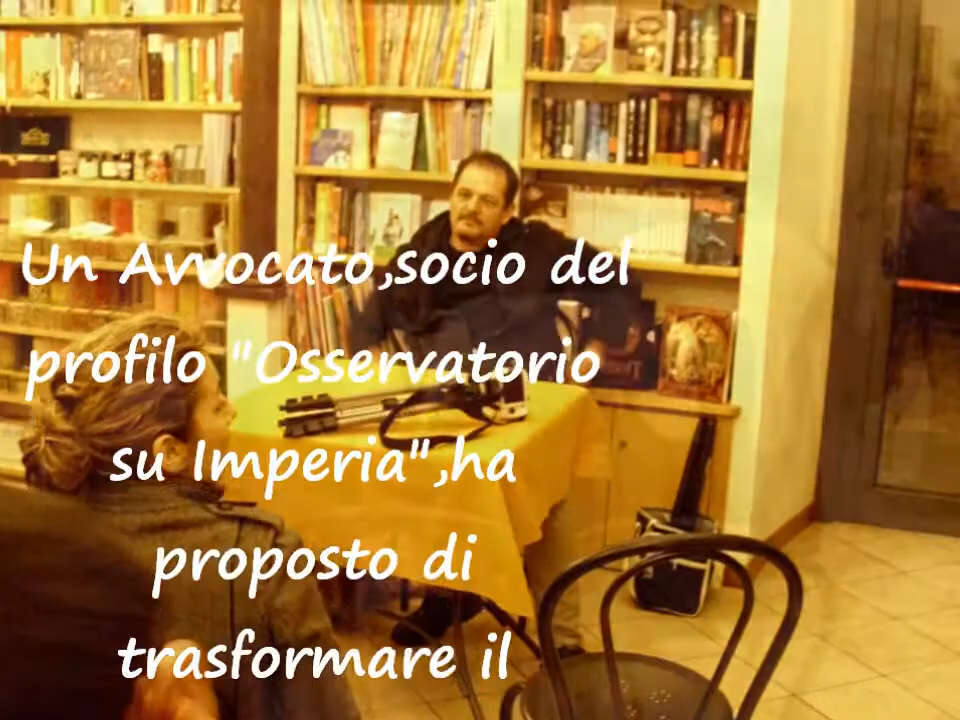 Un Avvocato,socio del
profilo "Osservatorio
su Imperia",ha
proposto di
trasformare il